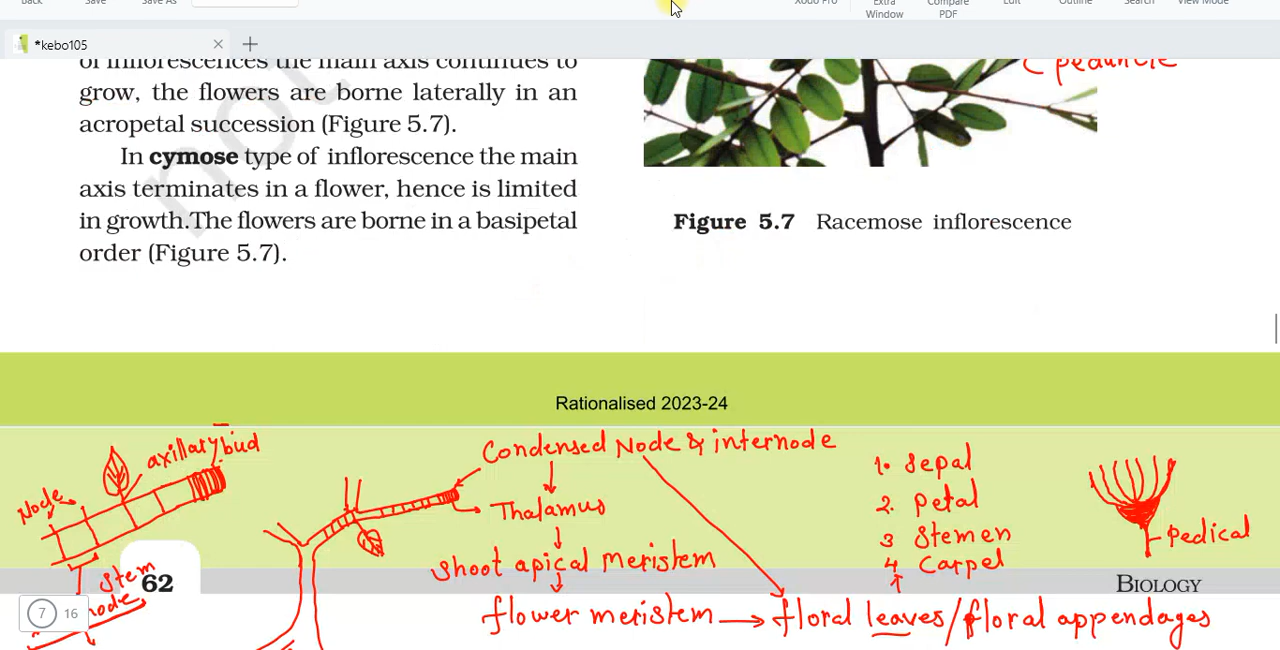 Back Save Save As Xodo Pro Extra Window Compare PDF Edit Outline Search View Mode
*kebo105
of inflorescences the main axis continues to
grow, the flowers are borne laterally in an
acropetal succession (Figure 5.7).
In cymose type of inflorescence the main
axis terminates in a flower, hence is limited
in growth.The flowers are borne in a basipetal
order (Figure 5.7).
not
peduncle
Figure 5.7 Racemose inflorescence
Rationalised 2023-24
axillary bud
Node
Stem
node
Condensed Node & internode
Thalamus
Shoot apical Meristem
flower meristem → floral leaves/floral appendages
1. Sepal
2. Petal
3 Stemen
4 Carpel
Pedical
62
BIOLOGY
7 16